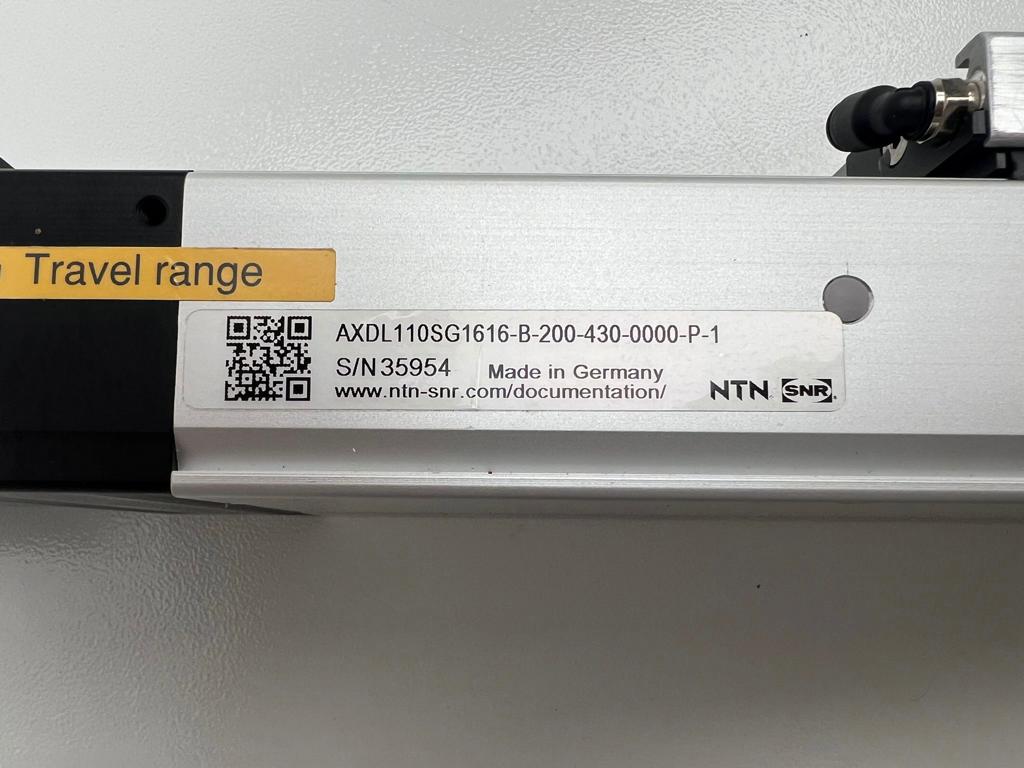 Travel range
AXDL110SG1616-B-200-430-0000-P-1
S/N 35954 Made in Germany
www.ntn-snr.com/documentation/ NTN SNR®